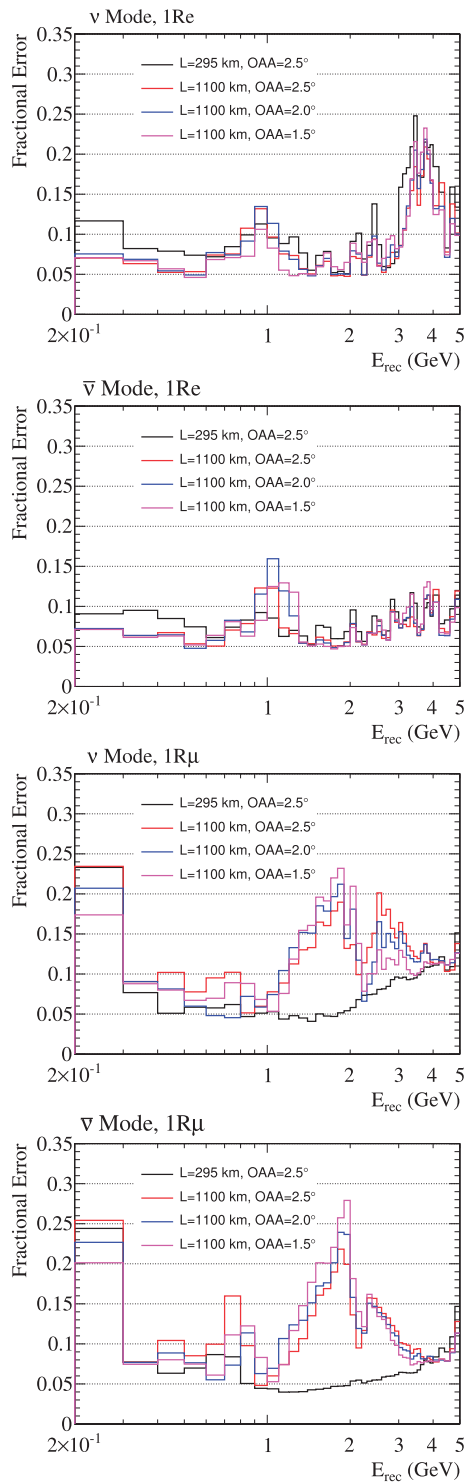 ν Mode, 1Re
Fractional Error
0.35
0.3
0.25
0.2
0.15
0.1
0.05
0
L=295 km, OAA=2.5°
L=1100 km, OAA=2.5°
L=1100 km, OAA=2.0°
L=1100 km, OAA=1.5°
2×10⁻¹ 1 2 3 4 5
E_rec (GeV)
ν̅ Mode, 1Re
Fractional Error
0.35
0.3
0.25
0.2
0.15
0.1
0.05
0
L=295 km, OAA=2.5°
L=1100 km, OAA=2.5°
L=1100 km, OAA=2.0°
L=1100 km, OAA=1.5°
2×10⁻¹ 1 2 3 4 5
E_rec (GeV)
ν Mode, 1Rμ
Fractional Error
0.35
0.3
0.25
0.2
0.15
0.1
0.05
0
L=295 km, OAA=2.5°
L=1100 km, OAA=2.5°
L=1100 km, OAA=2.0°
L=1100 km, OAA=1.5°
2×10⁻¹ 1 2 3 4 5
E_rec (GeV)
ν̅ Mode, 1Rμ
Fractional Error
0.35
0.3
0.25
0.2
0.15
0.1
0.05
0
L=295 km, OAA=2.5°
L=1100 km, OAA=2.5°
L=1100 km, OAA=2.0°
L=1100 km, OAA=1.5°
2×10⁻¹ 1 2 3 4 5
E_rec (GeV)